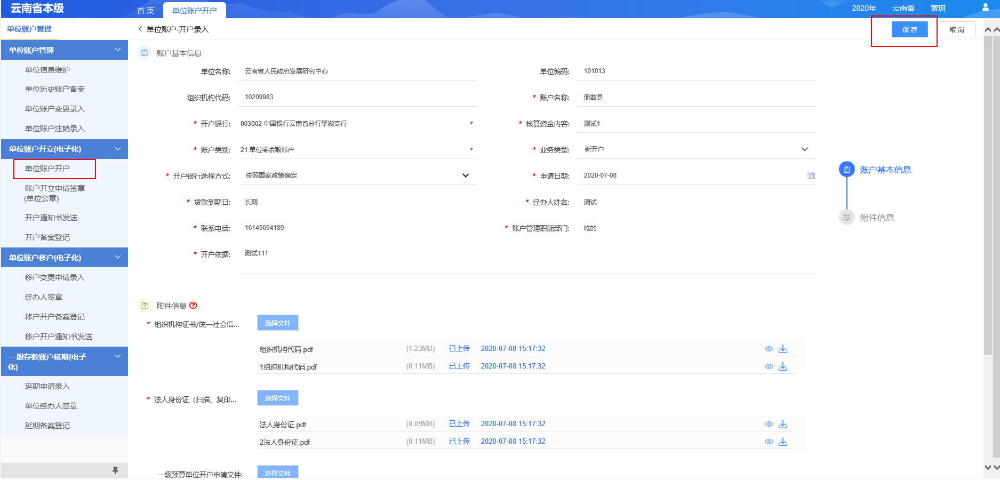 云南省本级
首 页
单位账户开户
2020年
云南省
黄琪
单位账户管理
单位账户-开户录入
保 存
取 消
单位账户管理
单位信息维护
单位历史账户备案
单位账户变更录入
单位账户注销录入
单位账户开立(电子化)
单位账户开户
账户开立申请签章
(单位公章)
开户通知书发送
开户备案登记
单位账户移户(电子化)
移户变更申请录入
经办人签章
移户开户备案登记
移户开户通知书发送
一般存款账户延期(电子
化)
延期申请录入
单位经办人签章
延期备案登记
账户基本信息
单位名称: 云南省人民政府发展研究中心
单位编码: 101013
组织机构代码: 10209983
* 账户名称: 册数是
* 开户银行: 003002 中国银行云南省分行翠湖支行
* 核算资金内容: 测试1
* 账户类别: 21 单位零余额账户
* 业务类型: 新开户
* 开户银行选择方式: 按照国家政策确定
* 申请日期: 2020-07-08
* 贷款到期日: 长期
* 经办人姓名: 测试
* 联系电话: 16145694189
* 账户管理职能部门: 吃的
* 开户依据: 测试111
账户基本信息
附件信息
附件信息 ?
* 组织机构证书/统一社会信... 选择文件
组织机构代码.pdf (1.23MB) 已上传 2020-07-08 15:17:32
1组织机构代码.pdf (0.11MB) 已上传 2020-07-08 15:17:32
* 法人身份证（扫描、复印... 选择文件
法人身份证.pdf (0.09MB) 已上传 2020-07-08 15:17:32
2法人身份证.pdf (0.11MB) 已上传 2020-07-08 15:17:32
一级预算单位开户申请文件: 选择文件